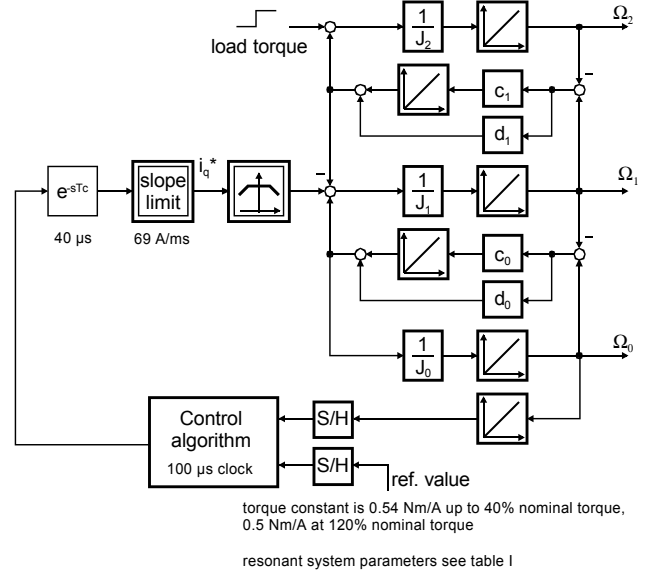 Ω2
1
J2
load torque
c1
d1
−
−
iq*
e-sTc
slope
limit
1
J1
Ω1
40 µs
69 A/ms
−
c0
d0
Ω0
1
J0
Control
algorithm
100 µs clock
S/H
S/H
ref. value
torque constant is 0.54 Nm/A up to 40% nominal torque,
0.5 Nm/A at 120% nominal torque
resonant system parameters see table I